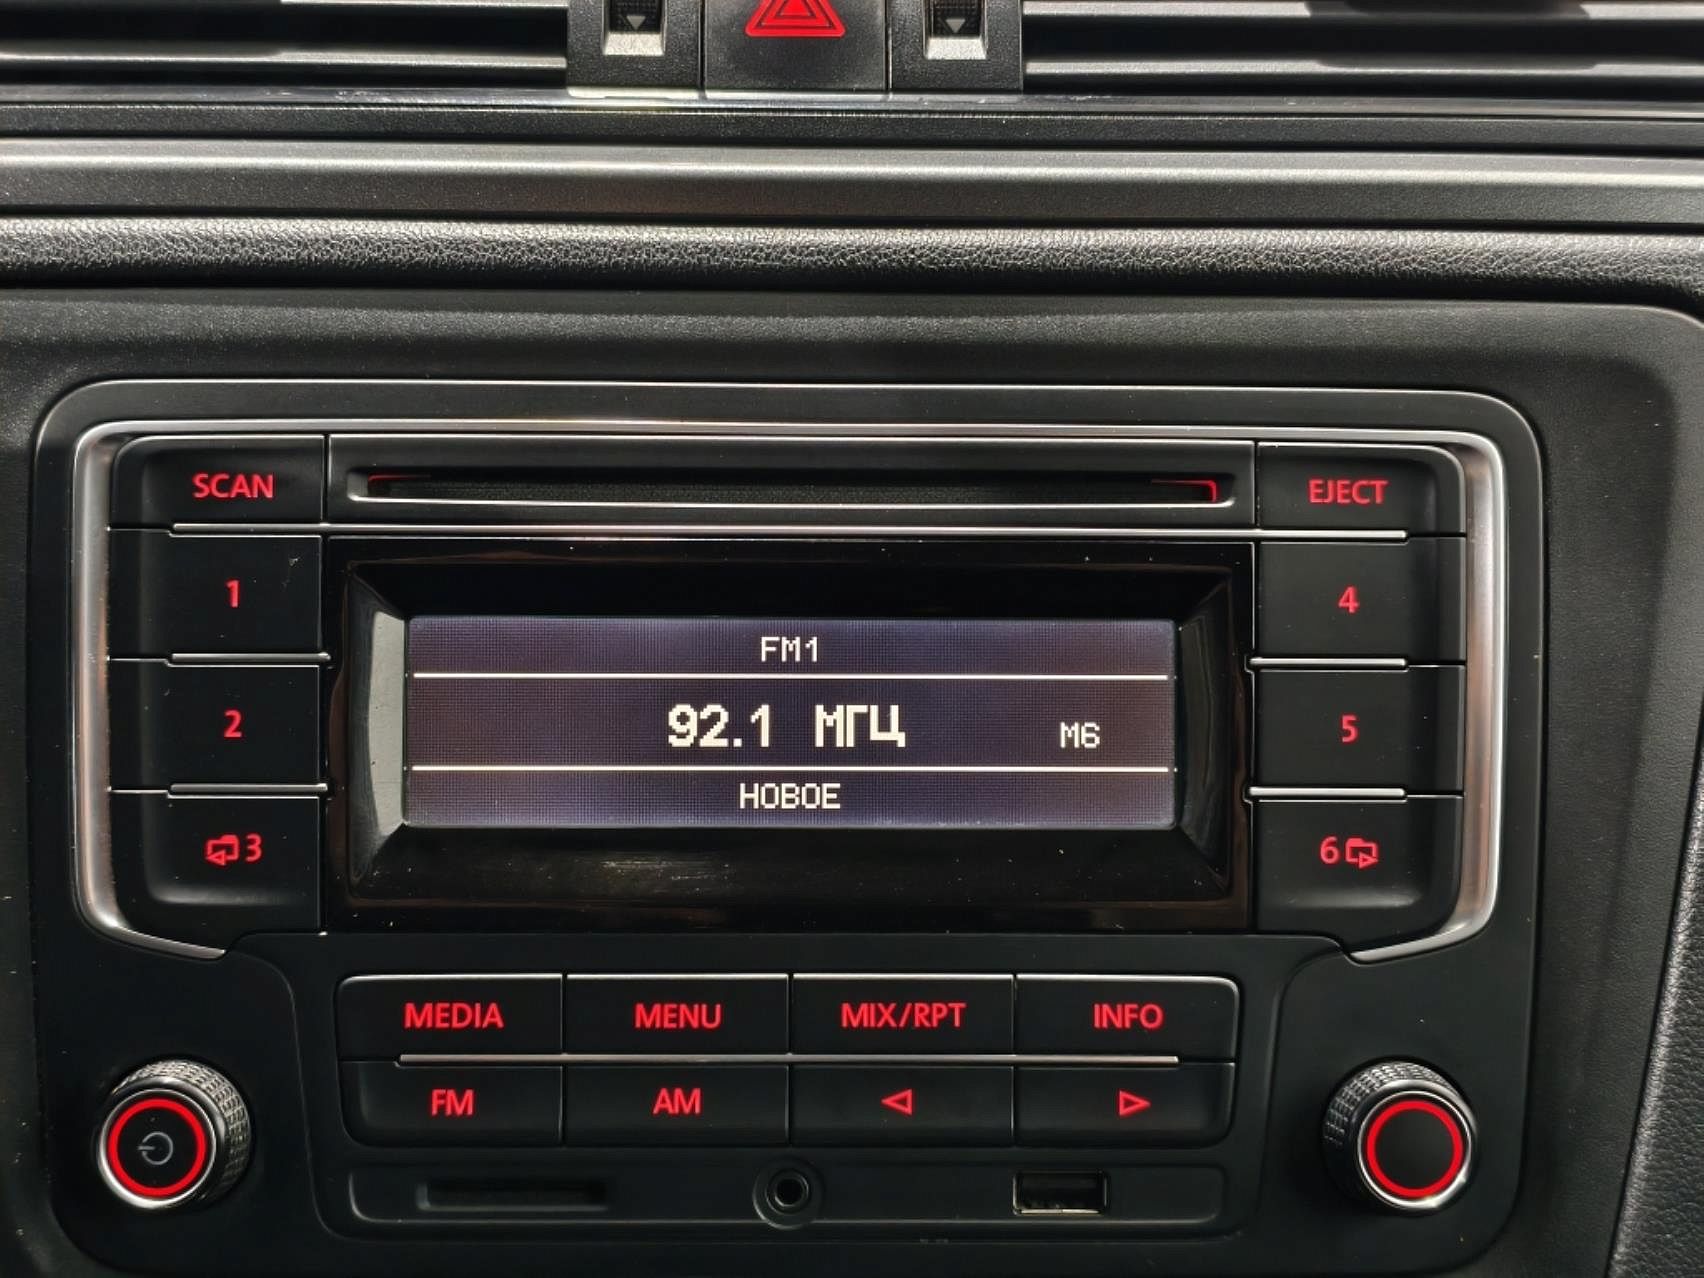 SCAN
EJECT
1
4
FM1
2
92.1 МГЦ
М6
5
НОВОЕ
3
6
MEDIA
MENU
MIX/RPT
INFO
FM
AM